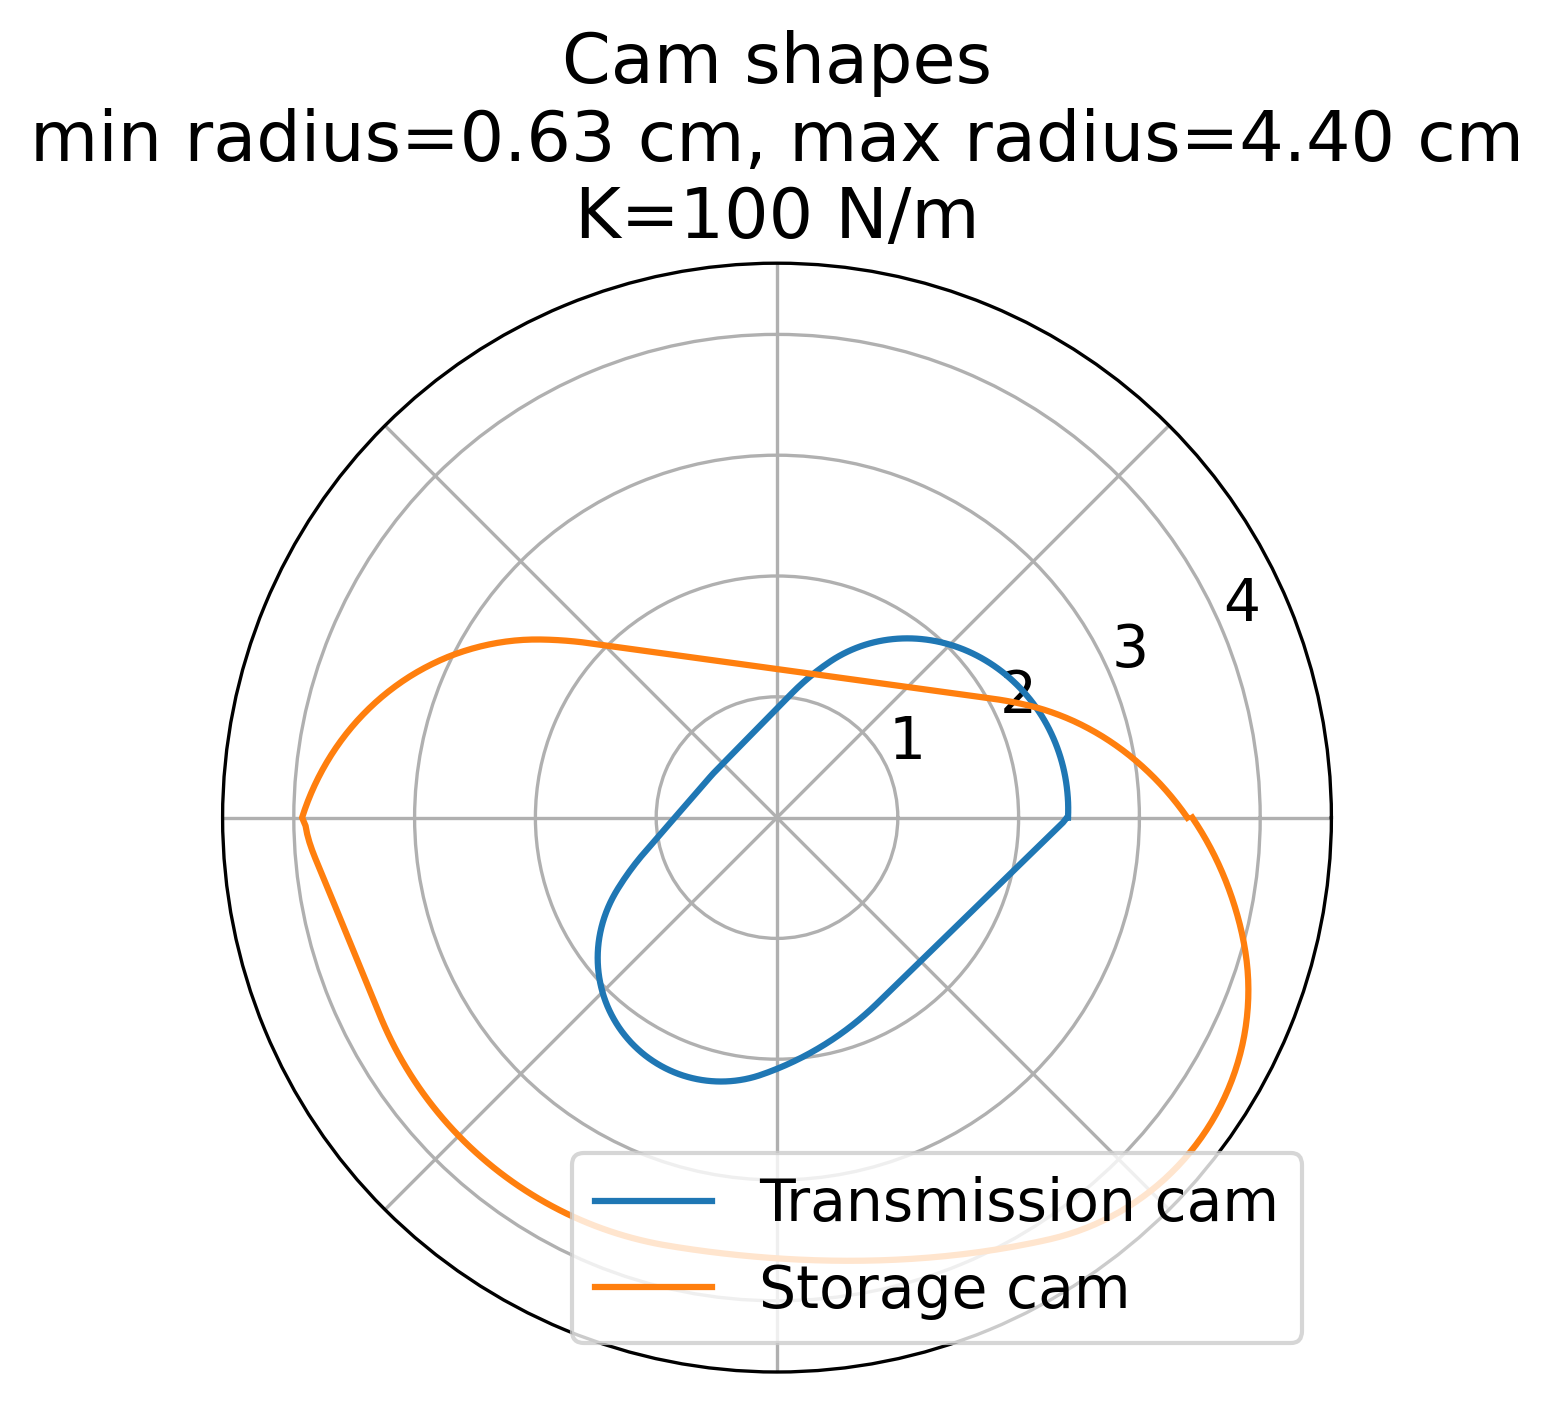 Cam shapes
min radius=0.63 cm, max radius=4.40 cm
K=100 N/m
4
3
2
1
Transmission cam
Storage cam